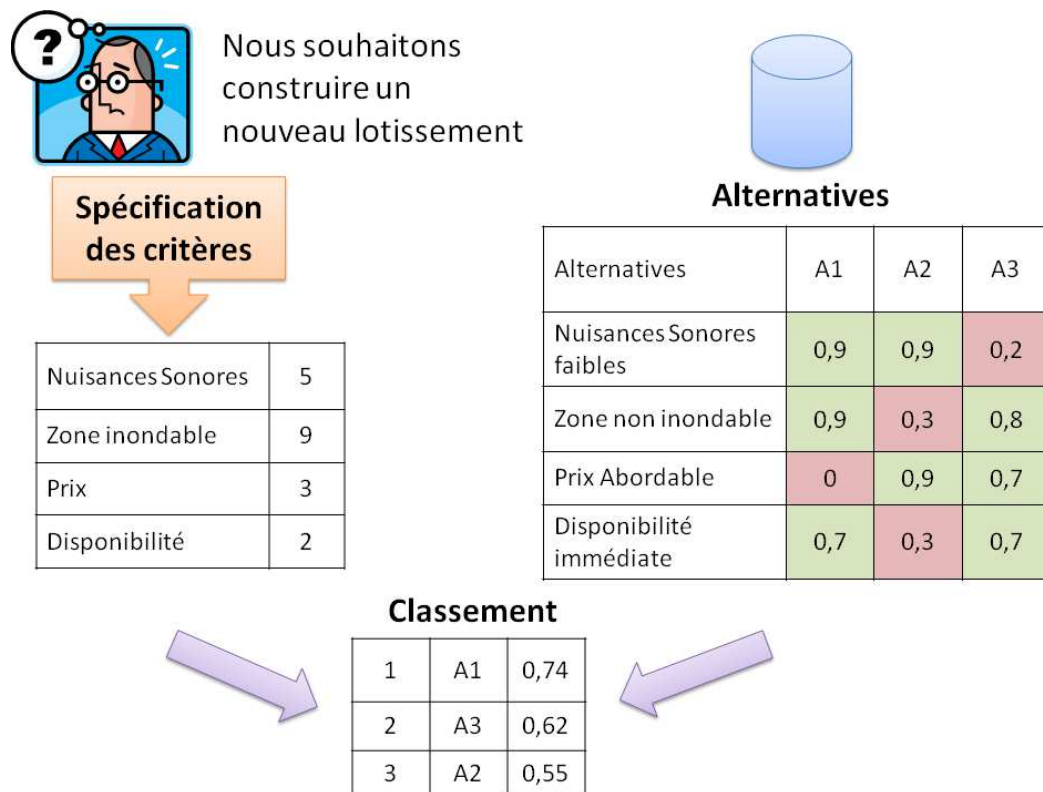 ?
Nous souhaitons
construire un
nouveau lotissement
Spécification
des critères
Nuisances Sonores 5
Zone inondable 9
Prix 3
Disponibilité 2
Alternatives
Alternatives A1 A2 A3
Nuisances Sonores
faibles 0,9 0,9 0,2
Zone non inondable 0,9 0,3 0,8
Prix Abordable 0 0,9 0,7
Disponibilité
immédiate 0,7 0,3 0,7
Classement
1 A1 0,74
2 A3 0,62
3 A2 0,55